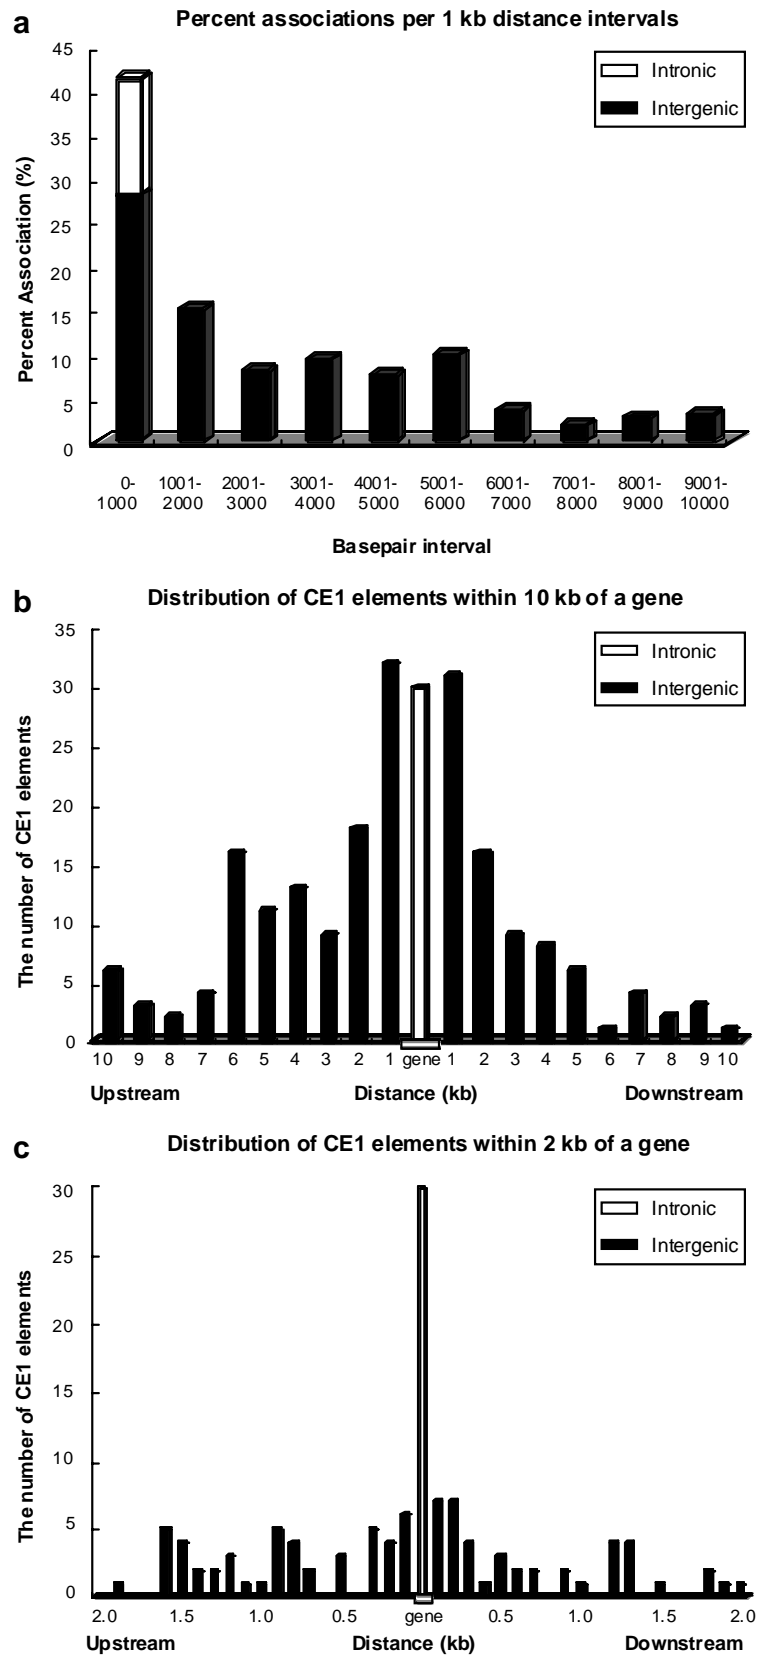 a
Percent associations per 1 kb distance intervals
45
40
35
30
25
20
15
10
5
0
Percent Association (%)
Intronic
Intergenic
0-1000 1001-2000 2001-3000 3001-4000 4001-5000 5001-6000 6001-7000 7001-8000 8001-9000 9001-10000
Basepair interval
b
Distribution of CE1 elements within 10 kb of a gene
35
30
25
20
15
10
5
0
The number of CE1 elements
Intronic
Intergenic
10 9 8 7 6 5 4 3 2 1 gene 1 2 3 4 5 6 7 8 9 10
Upstream Distance (kb) Downstream
c
Distribution of CE1 elements within 2 kb of a gene
30
25
20
15
10
5
0
The number of CE1 elements
Intronic
Intergenic
2.0 1.5 1.0 0.5 gene 0.5 1.0 1.5 2.0
Upstream Distance (kb) Downstream